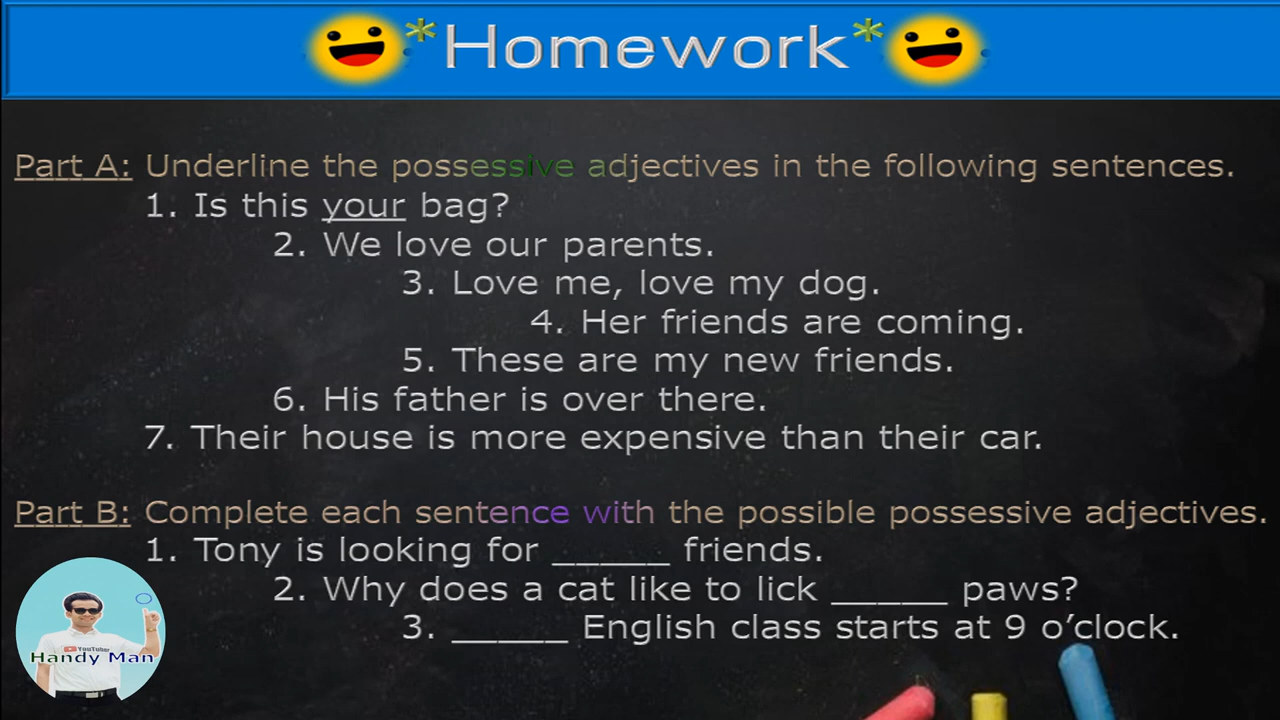 *Homework*
Part A: Underline the possessive adjectives in the following sentences.
1. Is this your bag?
2. We love our parents.
3. Love me, love my dog.
4. Her friends are coming.
5. These are my new friends.
6. His father is over there.
7. Their house is more expensive than their car.
Part B: Complete each sentence with the possible possessive adjectives.
1. Tony is looking for _____ friends.
2. Why does a cat like to lick _____ paws?
3. _____ English class starts at 9 o’clock.
YouTuber
Handy Man